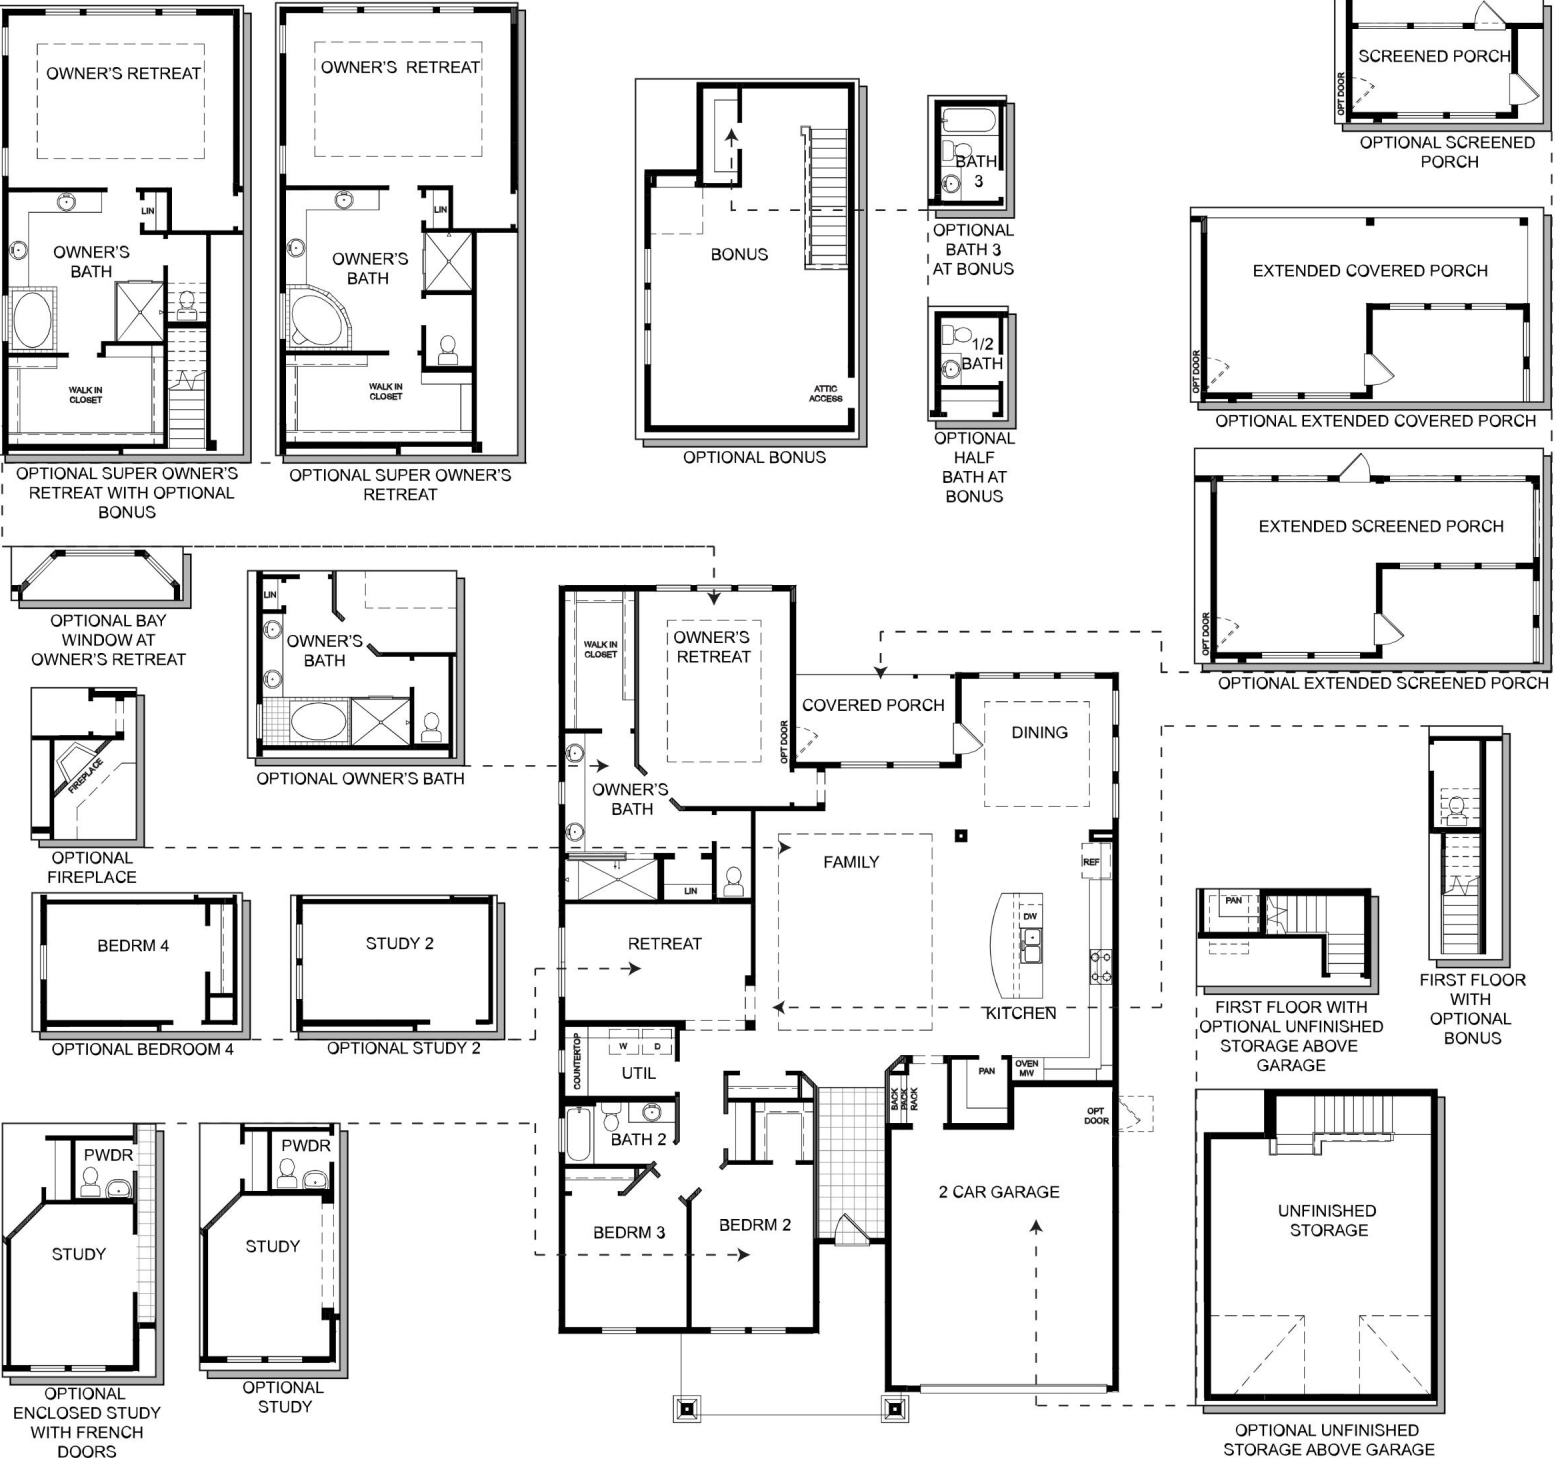 OWNER'S RETREAT
LIN
OWNER'S
BATH
WALK IN
CLOSET
OPTIONAL SUPER OWNER'S
RETREAT WITH OPTIONAL
BONUS
OWNER'S RETREAT
LIN
OWNER'S
BATH
WALK IN
CLOSET
OPTIONAL SUPER OWNER'S
RETREAT
BONUS
ATTIC
ACCESS
OPTIONAL BONUS
BATH
3
OPTIONAL
BATH 3
AT BONUS
1/2
BATH
OPTIONAL
HALF
BATH AT
BONUS
SCREENED PORCH
OPT DOOR
OPTIONAL SCREENED
PORCH
EXTENDED COVERED PORCH
OPT DOOR
OPTIONAL EXTENDED COVERED PORCH
EXTENDED SCREENED PORCH
OPT DOOR
OPTIONAL EXTENDED SCREENED PORCH
OPTIONAL BAY
WINDOW AT
OWNER'S RETREAT
LIN
OWNER'S
BATH
OPTIONAL OWNER'S BATH
FIREPLACE
OPTIONAL
FIREPLACE
BEDRM 4
OPTIONAL BEDROOM 4
STUDY 2
OPTIONAL STUDY 2
PWDR
STUDY
OPTIONAL
ENCLOSED STUDY
WITH FRENCH
DOORS
PWDR
STUDY
OPTIONAL
STUDY
WALK IN
CLOSET
OWNER'S
RETREAT
COVERED PORCH
OPT DOOR
DINING
OWNER'S
BATH
FAMILY
REF
LIN
DW
RETREAT
KITCHEN
COUNTERTOP
W
D
UTIL
OVEN
MW
PAN
BACK
PACK
RACK
OPT
DOOR
BATH 2
2 CAR GARAGE
BEDRM 3
BEDRM 2
PAN
FIRST FLOOR WITH
OPTIONAL UNFINISHED
STORAGE ABOVE
GARAGE
FIRST FLOOR
WITH
OPTIONAL
BONUS
UNFINISHED
STORAGE
OPTIONAL UNFINISHED
STORAGE ABOVE GARAGE